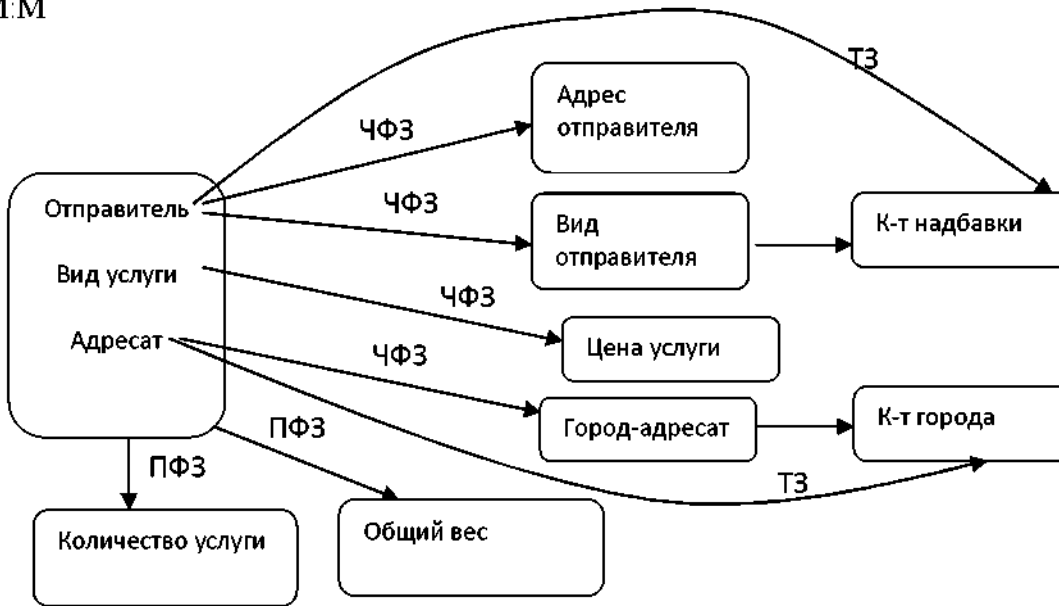 М:М
ТЗ
Адрес
отправителя
ЧФЗ
Отправитель
ЧФЗ
Вид
отправителя
К-т надбавки
Вид услуги
ЧФЗ
Цена услуги
Адресат
ЧФЗ
Город-адресат
К-т города
ПФЗ
ПФЗ
ТЗ
Количество услуги
Общий вес